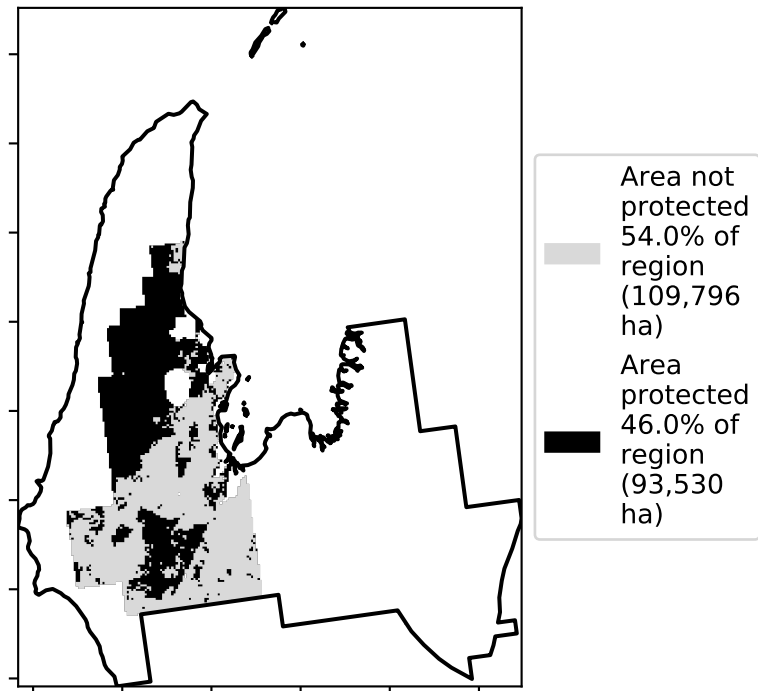 Area not
protected
54.0% of
region
(109,796
ha)
Area
protected
46.0% of
region
(93,530
ha)